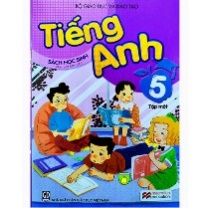 BỘ GIÁO DỤC VÀ ĐÀO TẠO
Tiếng
Anh
SÁCH HỌC SINH
5
Tập một